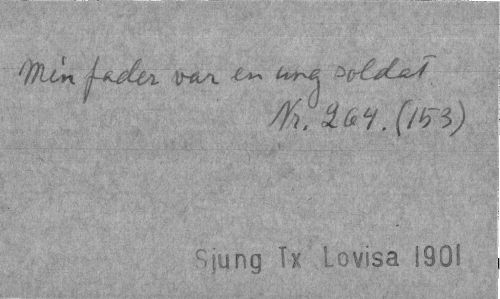 Min fader var en ung soldat
Nr. 264. (153)
Sjung Tx Lovisa 1901